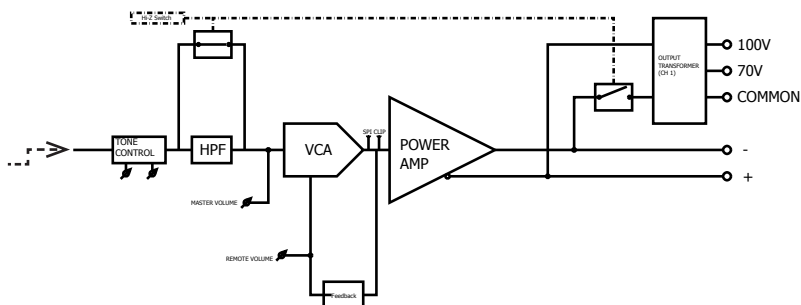 Hi-Z Switch
OUTPUT
TRANSFORMER
(CH 1)
100V
70V
COMMON
TONE
CONTROL
HPF
VCA
SPI CLIP
POWER
AMP
-
+
MASTER VOLUME
REMOTE VOLUME
Feedback